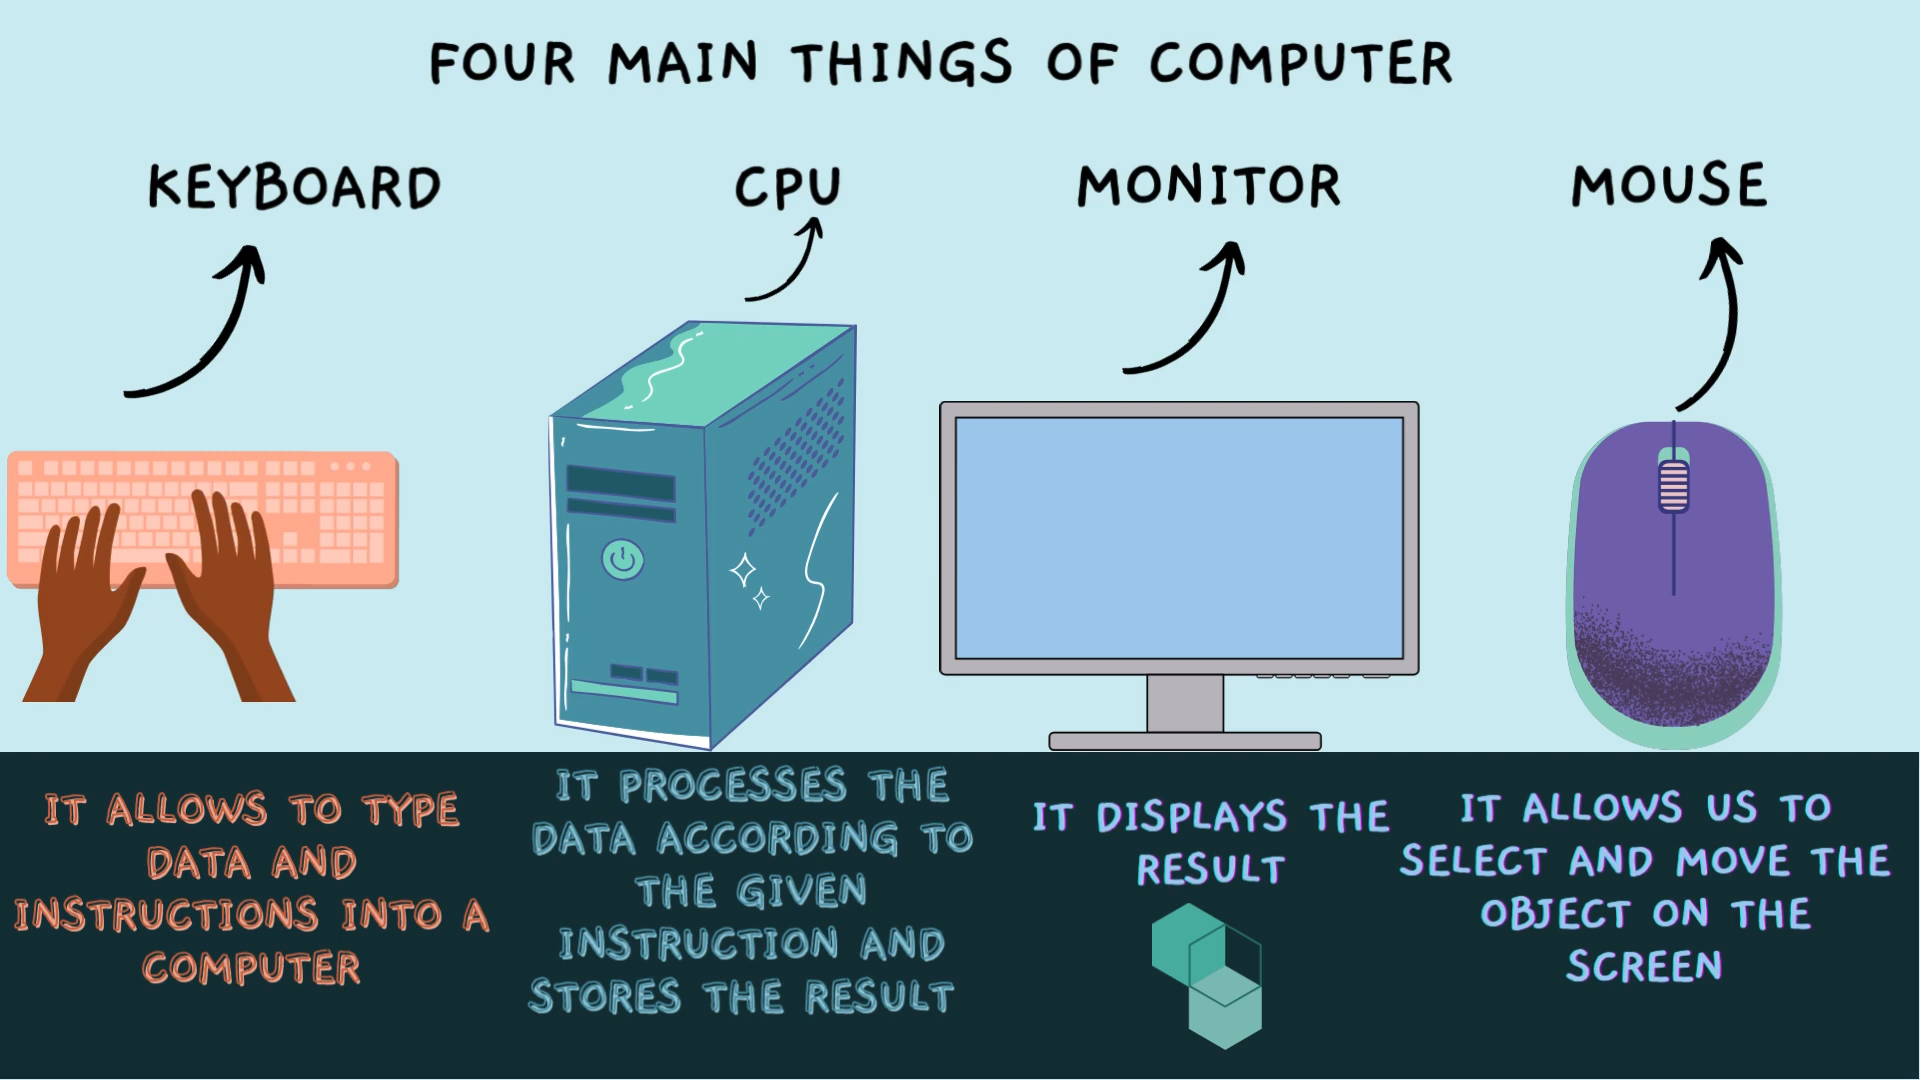 FOUR MAIN THINGS OF COMPUTER
KEYBOARD
CPU
MONITOR
MOUSE
IT ALLOWS TO TYPE
DATA AND
INSTRUCTIONS INTO A
COMPUTER
IT PROCESSES THE
DATA ACCORDING TO
THE GIVEN
INSTRUCTION AND
STORES THE RESULT
IT DISPLAYS THE
RESULT
IT ALLOWS US TO
SELECT AND MOVE THE
OBJECT ON THE
SCREEN